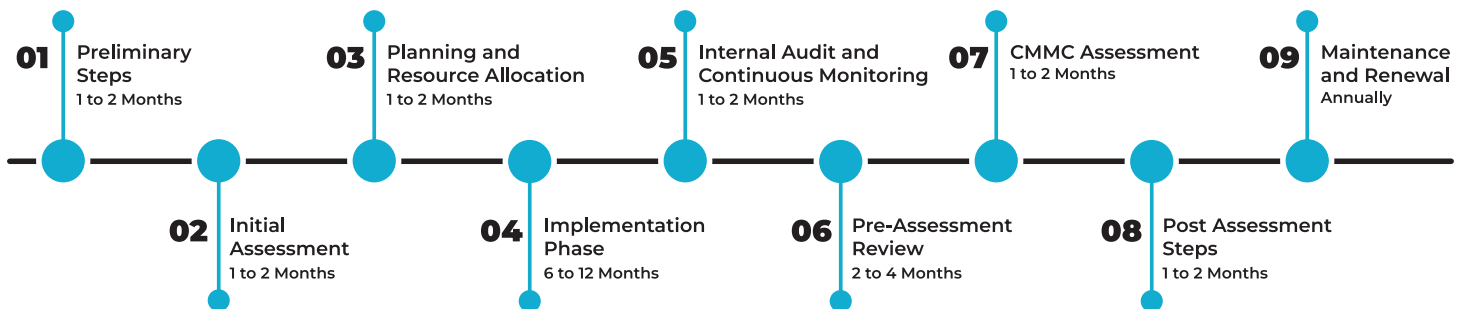 01 Preliminary
Steps
1 to 2 Months
02 Initial
Assessment
1 to 2 Months
03 Planning and
Resource Allocation
1 to 2 Months
04 Implementation
Phase
6 to 12 Months
05 Internal Audit and
Continuous Monitoring
1 to 2 Months
06 Pre-Assessment
Review
2 to 4 Months
07 CMMC Assessment
1 to 2 Months
08 Post Assessment
Steps
1 to 2 Months
09 Maintenance
and Renewal
Annually